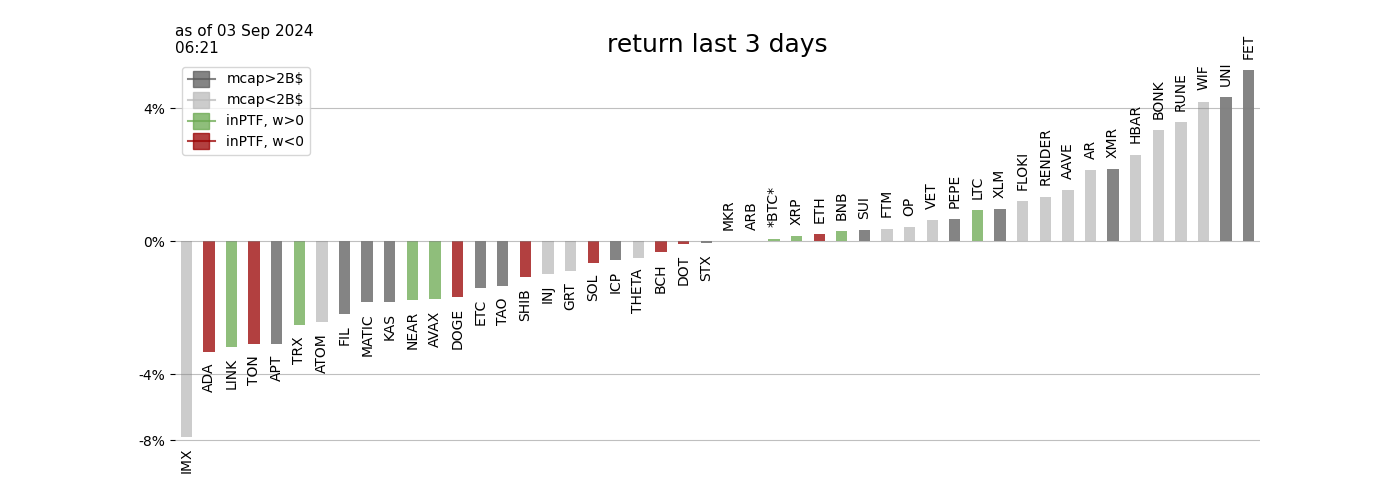 as of 03 Sep 2024
06:21
return last 3 days
mcap>2B$
mcap<2B$
inPTF, w>0
inPTF, w<0
4%
0%
-4%
-8%
IMX
ADA
LINK
TON
APT
TRX
ATOM
FIL
MATIC
KAS
NEAR
AVAX
DOGE
ETC
TAO
SHIB
INJ
GRT
SOL
ICP
THETA
BCH
DOT
STX
MKR
ARB
*BTC*
XRP
ETH
BNB
SUI
FTM
OP
VET
PEPE
LTC
XLM
FLOKI
RENDER
AAVE
AR
XMR
HBAR
BONK
RUNE
WIF
UNI
FET